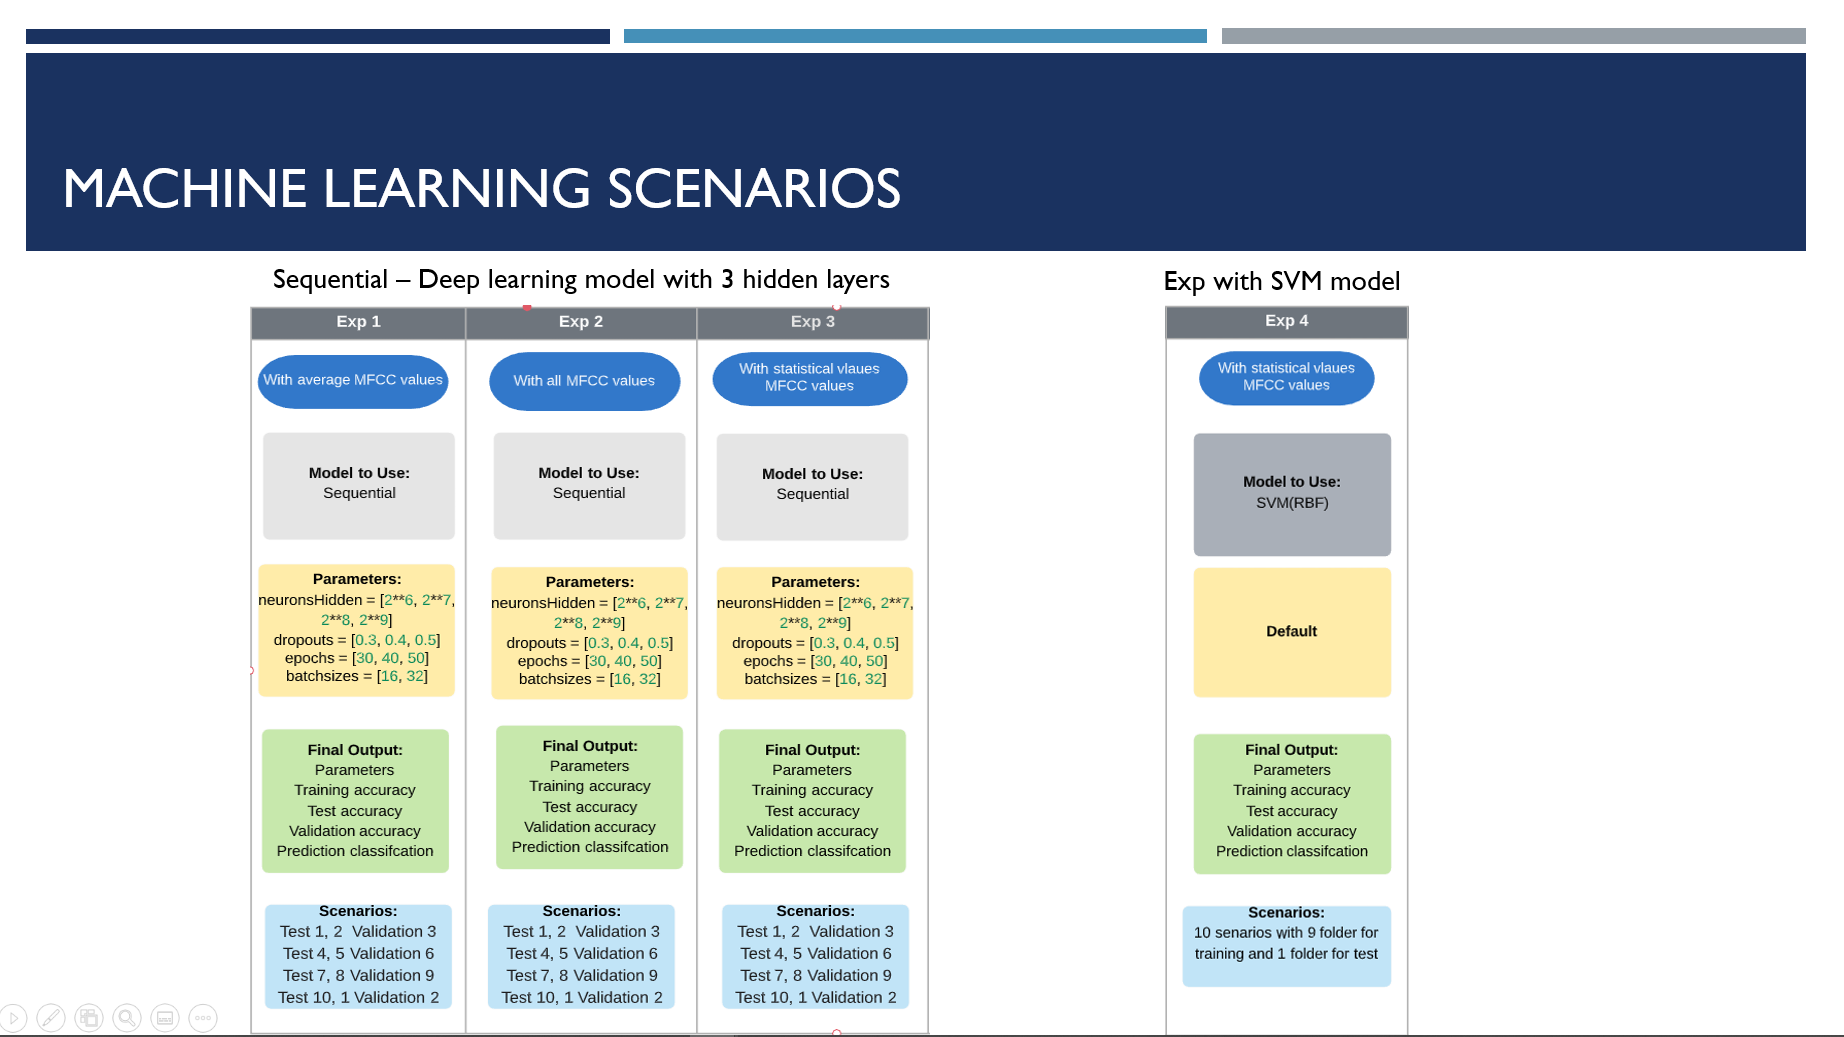 MACHINE LEARNING SCENARIOS
Sequential – Deep learning model with 3 hidden layers
Exp 1
With average MFCC values
Model to Use:
Sequential
Parameters:
neuronsHidden = [2**6, 2**7,
2**8, 2**9]
dropouts = [0.3, 0.4, 0.5]
epochs = [30, 40, 50]
batchsizes = [16, 32]
Final Output:
Parameters
Training accuracy
Test accuracy
Validation accuracy
Prediction classifcation
Scenarios:
Test 1, 2 Validation 3
Test 4, 5 Validation 6
Test 7, 8 Validation 9
Test 10, 1 Validation 2
Exp 2
With all MFCC values
Model to Use:
Sequential
Parameters:
neuronsHidden = [2**6, 2**7,
2**8, 2**9]
dropouts = [0.3, 0.4, 0.5]
epochs = [30, 40, 50]
batchsizes = [16, 32]
Final Output:
Parameters
Training accuracy
Test accuracy
Validation accuracy
Prediction classifcation
Scenarios:
Test 1, 2 Validation 3
Test 4, 5 Validation 6
Test 7, 8 Validation 9
Test 10, 1 Validation 2
Exp 3
With statistical vlaues
MFCC values
Model to Use:
Sequential
Parameters:
neuronsHidden = [2**6, 2**7,
2**8, 2**9]
dropouts = [0.3, 0.4, 0.5]
epochs = [30, 40, 50]
batchsizes = [16, 32]
Final Output:
Parameters
Training accuracy
Test accuracy
Validation accuracy
Prediction classifcation
Scenarios:
Test 1, 2 Validation 3
Test 4, 5 Validation 6
Test 7, 8 Validation 9
Test 10, 1 Validation 2
Exp with SVM model
Exp 4
With statistical vlaues
MFCC values
Model to Use:
SVM(RBF)
Default
Final Output:
Parameters
Training accuracy
Test accuracy
Validation accuracy
Prediction classifcation
Scenarios:
10 senarios with 9 folder for
training and 1 folder for test